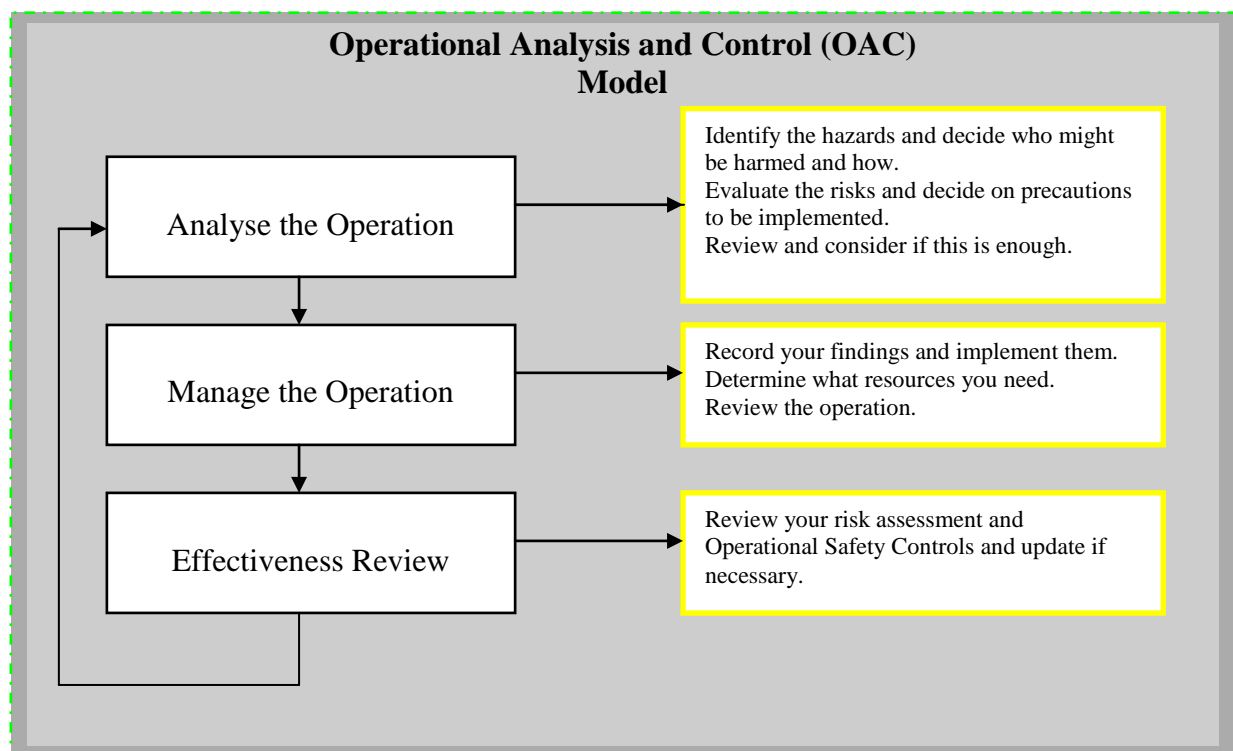 Operational Analysis and Control (OAC)
Model
Analyse the Operation
Identify the hazards and decide who might
be harmed and how.
Evaluate the risks and decide on precautions
to be implemented.
Review and consider if this is enough.
Manage the Operation
Record your findings and implement them.
Determine what resources you need.
Review the operation.
Effectiveness Review
Review your risk assessment and
Operational Safety Controls and update if
necessary.